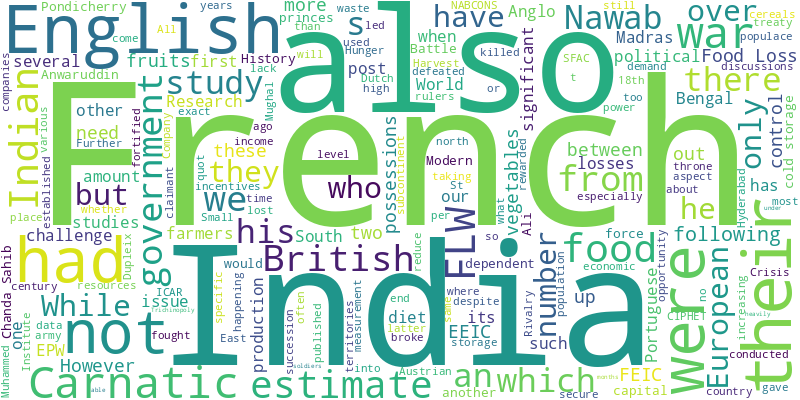 Pondicherry
years
more
princes
than
NABCONS
Anglo
still
treaty
cereals
English
come
waste
used
Hunger
led
have
Nawab
over
All
populace
discussions
companies
also
s
when
Battle
Harvest
Madras
war
political
Food Loss
several
fruits
first
History
lack
post
Dutch
high
killed
or
SFAC
t
18th
Anwaruddin
study
World
rulers
defeated
significant
demand
too
power
Bengal
there
Indian
various
established
other
need
Further
Research
exact
Mughal
Company
fortified
ago
income
French
possessions
subcontinent
north
between
out
only
control
cold storage
government
these
quot
level
Modern
vegetables
Ali
rewarded
losses
from
throne
aspect
about
but
they
incentives
time
lost
who
taking
St
our
what
he
has
most
Hyderabad
amount
claimant
we
place
whether
Small
South
two
per
so
especially
following
studies
farmers
his
challenge
Chanda Sahib
century
had
would
British
reduce
FLW
dependent
number
food
force
economic
opportunity
Crisis
no
under
While
issue
ICAR
resources
Dupleix
specific
happening
often
end
diet
where
despite
its
up
population
Portuguese
were
European
increasing
their
one
not
India
production
succession
measurement
published
territories
latter
EEIC
Rivalry
such
CIPHET
data
army
Institute
However
East
storage
into
same
broke
conducted
EPW
fought
Trichinopoly
soldiers
Austrian
an
which
FEIC
capital
country
gave
Muhammed
Carnatic
able
estimate
another
secure
months
heavily